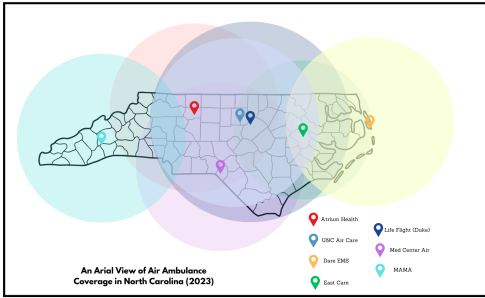 Atrium Health
Life Flight (Duke)
UNC Air Care
Med Center Air
Dare EMS
MAMA
East Care
An Arial View of Air Ambulance
Coverage in North Carolina (2023)